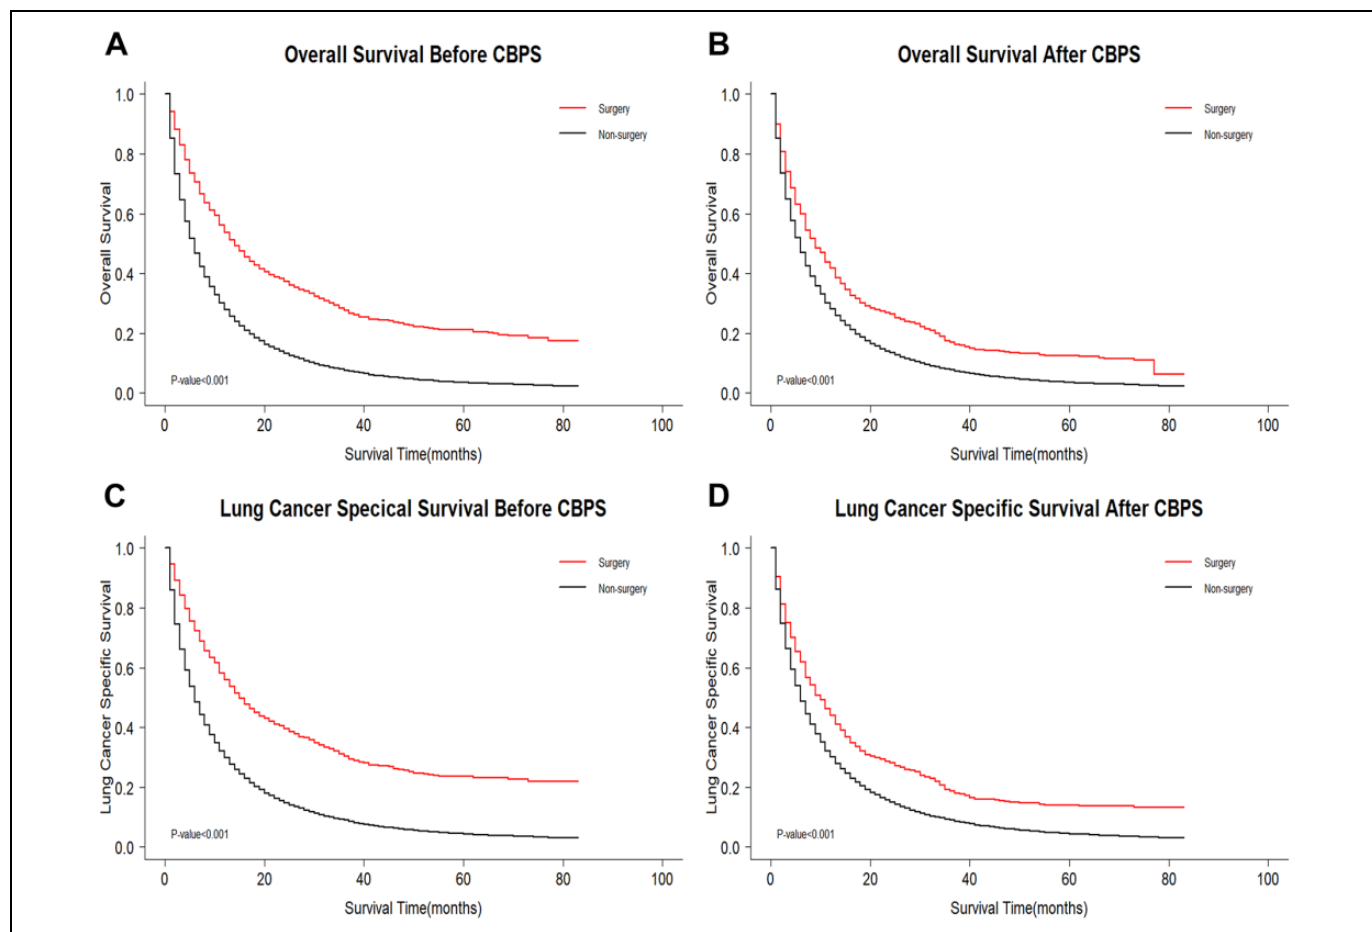 A
Overall Survival Before CBPS
1.0
0.8
0.6
0.4
0.2
0.0
Overall Survival
Surgery
Non-surgery
P-value<0.001
0 20 40 60 80 100
Survival Time(months)
B
Overall Survival After CBPS
1.0
0.8
0.6
0.4
0.2
0.0
Overall Survival
Surgery
Non-surgery
P-value<0.001
0 20 40 60 80 100
Survival Time(months)
C
Lung Cancer Specical Survival Before CBPS
1.0
0.8
0.6
0.4
0.2
0.0
Lung Cancer Specific Survival
Surgery
Non-surgery
P-value<0.001
0 20 40 60 80 100
Survival Time(months)
D
Lung Cancer Specific Survival After CBPS
1.0
0.8
0.6
0.4
0.2
0.0
Lung Cancer Specific Survival
Surgery
Non-surgery
P-value<0.001
0 20 40 60 80 100
Survival Time(months)